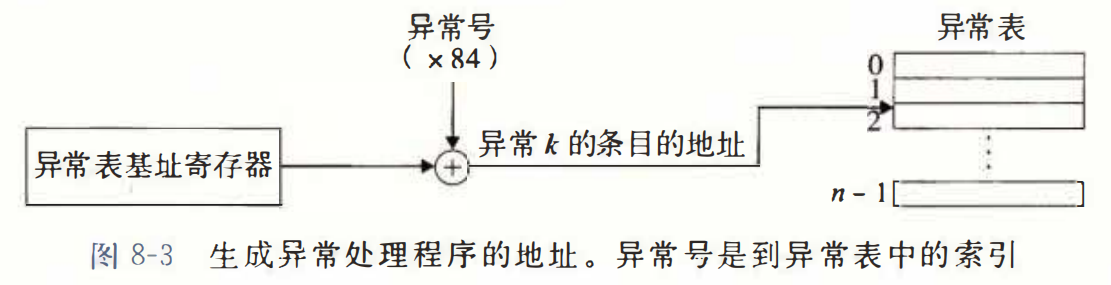 异常号
( ×84)
异常表
0
1
2
异常表基址寄存器
+
异常 k 的条目的地址
n-1
图 8-3 生成异常处理程序的地址。异常号是到异常表中的索引